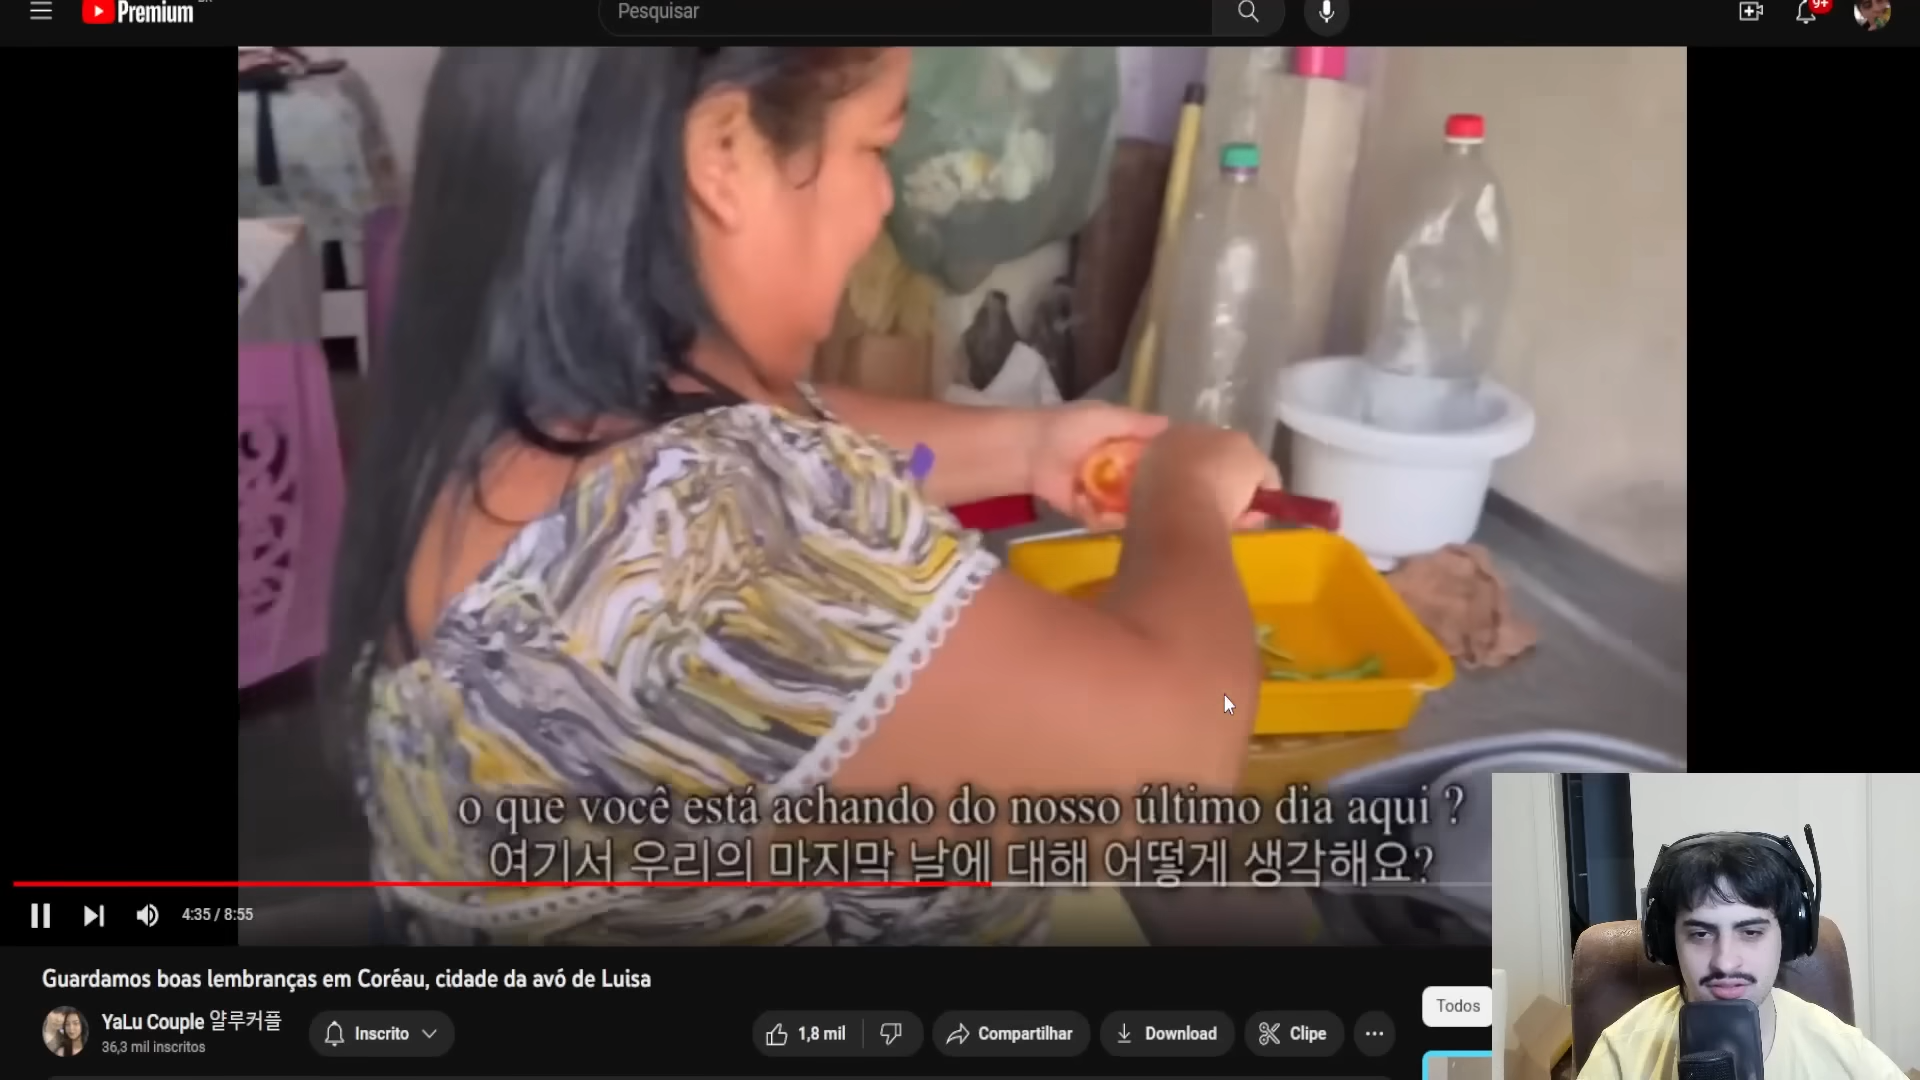 Premium
Pesquisar
9+
o que você está achando do nosso último dia aqui ?
여기서 우리의 마지막 날에 대해 어떻게 생각해요?
4:35 / 8:55
Guardamos boas lembranças em Coréau, cidade da avó de Luisa
YaLu Couple 얄루커플
36,3 mil inscritos
Inscrito
1,8 mil
Compartilhar
Download
Clipe
Todos